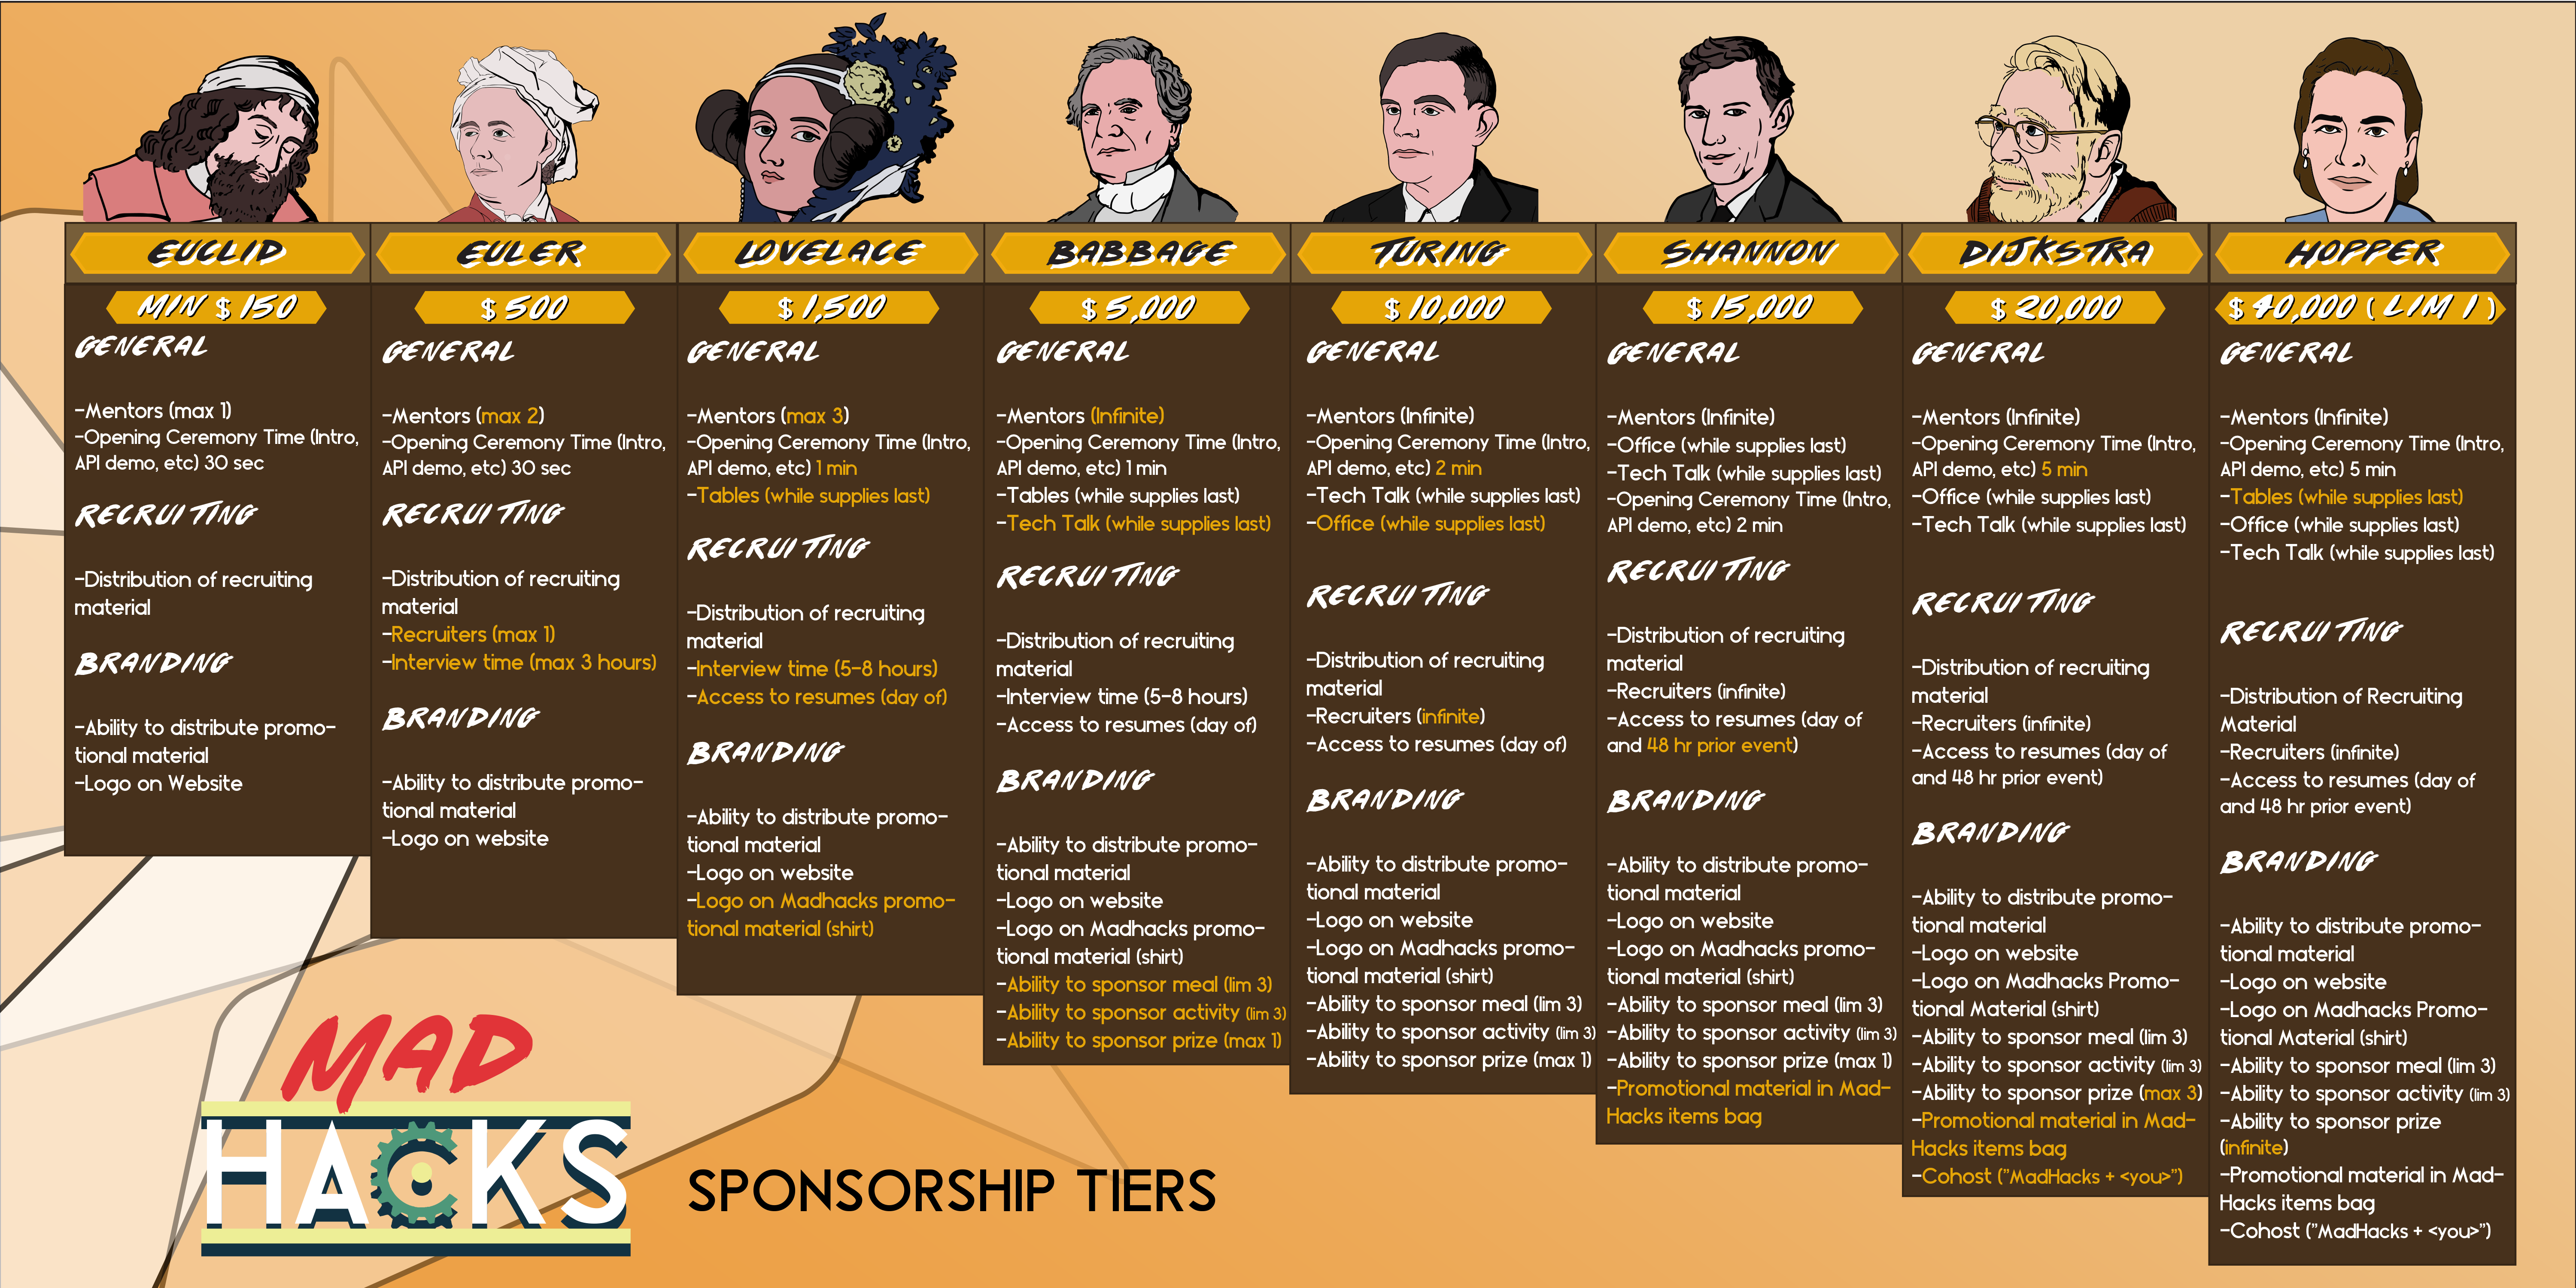 EUCLID
MIN $ 150
GENERAL
-Mentors (max 1)
-Opening Ceremony Time (Intro,
API demo, etc) 30 sec
RECRUITING
-Distribution of recruiting
material
BRANDING
-Ability to distribute promo-
tional material
-Logo on Website
EULER
$ 500
GENERAL
-Mentors (max 2)
-Opening Ceremony Time (Intro,
API demo, etc) 30 sec
RECRUITING
-Distribution of recruiting
material
-Recruiters (max 1)
-Interview time (max 3 hours)
BRANDING
-Ability to distribute promo-
tional material
-Logo on website
LOVELACE
$ 1,500
GENERAL
-Mentors (max 3)
-Opening Ceremony Time (Intro,
API demo, etc) 1 min
-Tables (while supplies last)
RECRUITING
-Distribution of recruiting
material
-Interview time (5-8 hours)
-Access to resumes (day of)
BRANDING
-Ability to distribute promo-
tional material
-Logo on website
-Logo on Madhacks promo-
tional material (shirt)
BABBAGE
$ 5,000
GENERAL
-Mentors (Infinite)
-Opening Ceremony Time (Intro,
API demo, etc) 1 min
-Tables (while supplies last)
-Tech Talk (while supplies last)
RECRUITING
-Distribution of recruiting
material
-Interview time (5-8 hours)
-Access to resumes (day of)
BRANDING
-Ability to distribute promo-
tional material
-Logo on website
-Logo on Madhacks promo-
tional material (shirt)
-Ability to sponsor meal (lim 3)
-Ability to sponsor activity (lim 3)
-Ability to sponsor prize (max 1)
TURING
$ 10,000
GENERAL
-Mentors (Infinite)
-Opening Ceremony Time (Intro,
API demo, etc) 2 min
-Tech Talk (while supplies last)
-Office (while supplies last)
RECRUITING
-Distribution of recruiting
material
-Recruiters (infinite)
-Access to resumes (day of)
BRANDING
-Ability to distribute promo-
tional material
-Logo on website
-Logo on Madhacks promo-
tional material (shirt)
-Ability to sponsor meal (lim 3)
-Ability to sponsor activity (lim 3)
-Ability to sponsor prize (max 1)
SHANNON
$ 15,000
GENERAL
-Mentors (Infinite)
-Office (while supplies last)
-Tech Talk (while supplies last)
-Opening Ceremony Time (Intro,
API demo, etc) 2 min
RECRUITING
-Distribution of recruiting
material
-Recruiters (infinite)
-Access to resumes (day of
and 48 hr prior event)
BRANDING
-Ability to distribute promo-
tional material
-Logo on website
-Logo on Madhacks promo-
tional material (shirt)
-Ability to sponsor meal (lim 3)
-Ability to sponsor activity (lim 3)
-Ability to sponsor prize (max 1)
-Promotional material in Mad-
Hacks items bag
DIJKSTRA
$ 20,000
GENERAL
-Mentors (Infinite)
-Opening Ceremony Time (Intro,
API demo, etc) 5 min
-Office (while supplies last)
-Tech Talk (while supplies last)
RECRUITING
-Distribution of recruiting
material
-Recruiters (infinite)
-Access to resumes (day of
and 48 hr prior event)
BRANDING
-Ability to distribute promo-
tional material
-Logo on website
-Logo on Madhacks Promo-
tional Material (shirt)
-Ability to sponsor meal (lim 3)
-Ability to sponsor activity (lim 3)
-Ability to sponsor prize (max 3)
-Promotional material in Mad-
Hacks items bag
-Cohost ("MadHacks + <you>")
HOPPER
$ 40,000 ( LIM 1 )
GENERAL
-Mentors (Infinite)
-Opening Ceremony Time (Intro,
API demo, etc) 5 min
-Tables (while supplies last)
-Office (while supplies last)
-Tech Talk (while supplies last)
RECRUITING
-Distribution of Recruiting
Material
-Recruiters (infinite)
-Access to resumes (day of
and 48 hr prior event)
BRANDING
-Ability to distribute promo-
tional material
-Logo on website
-Logo on Madhacks Promo-
tional Material (shirt)
-Ability to sponsor meal (lim 3)
-Ability to sponsor activity (lim 3)
-Ability to sponsor prize
(infinite)
-Promotional material in Mad-
Hacks items bag
-Cohost ("MadHacks + <you>")
MAD
HACKS
SPONSORSHIP TIERS